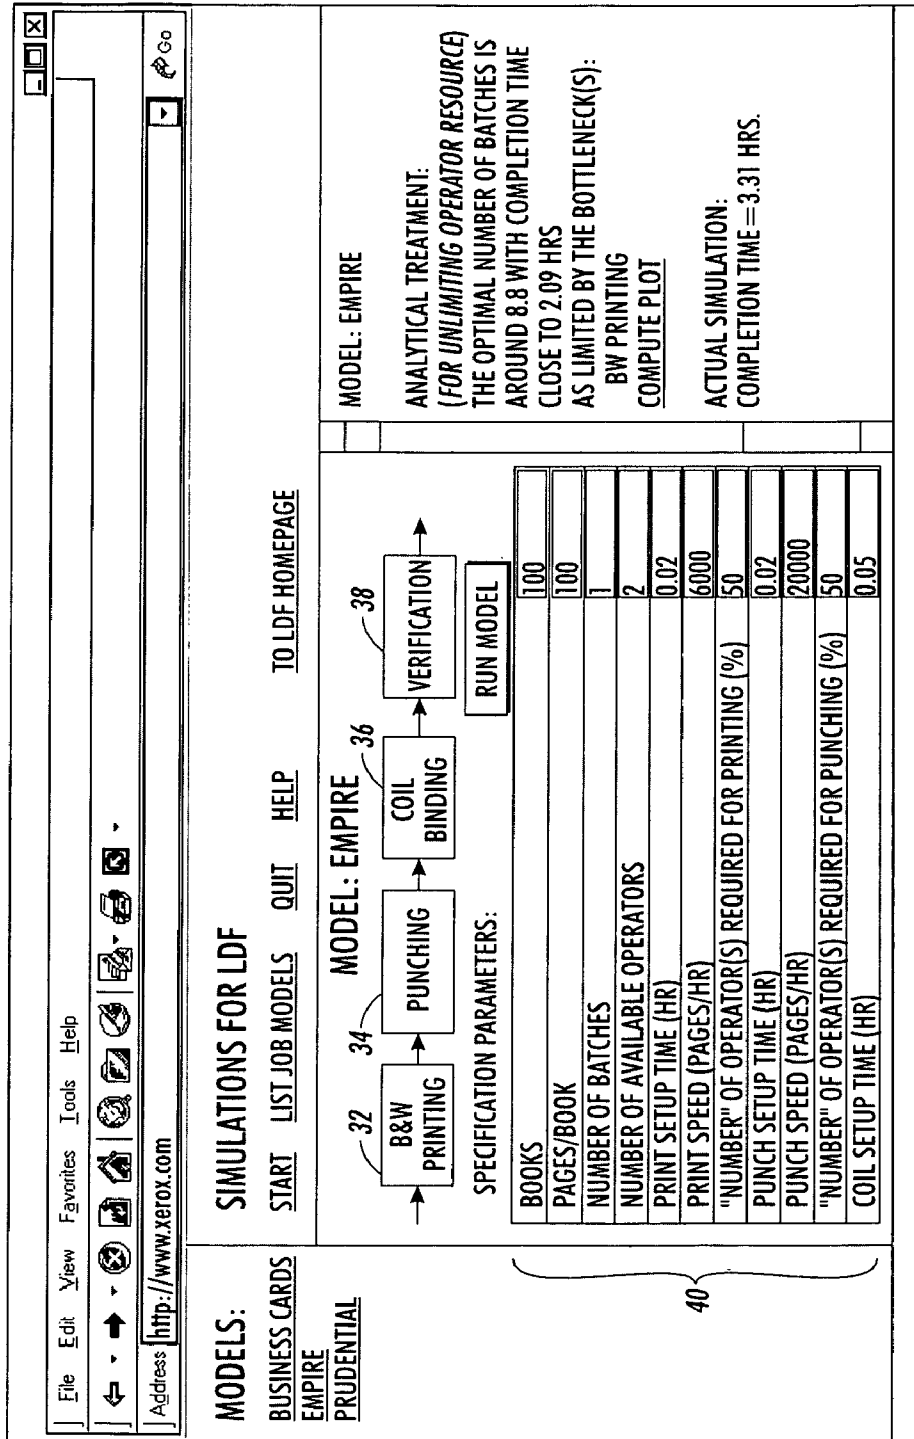 File Edit View Favorites Tools Help
Address http://www.xerox.com Go
MODELS:
BUSINESS CARDS
EMPIRE
PRUDENTIAL
SIMULATIONS FOR LDF
START LIST JOB MODELS QUIT HELP TO LDF HOMEPAGE
MODEL: EMPIRE
32 34 36 38
B&W PRINTING
PUNCHING
COIL BINDING
VERIFICATION
RUN MODEL
SPECIFICATION PARAMETERS:
BOOKS 100
PAGES/BOOK 100
NUMBER OF BATCHES 1
NUMBER OF AVAILABLE OPERATORS 2
PRINT SETUP TIME (HR) 0.02
PRINT SPEED (PAGES/HR) 6000
"NUMBER" OF OPERATOR(S) REQUIRED FOR PRINTING (%) 50
PUNCH SETUP TIME (HR) 0.02
PUNCH SPEED (PAGES/HR) 20000
"NUMBER" OF OPERATOR(S) REQUIRED FOR PUNCHING (%) 50
COIL SETUP TIME (HR) 0.05
40
MODEL: EMPIRE
ANALYTICAL TREATMENT:
(FOR UNLIMITING OPERATOR RESOURCE)
THE OPTIMAL NUMBER OF BATCHES IS
AROUND 8.8 WITH COMPLETION TIME
CLOSE TO 2.09 HRS
AS LIMITED BY THE BOTTLENECK(S):
BW PRINTING
COMPUTE PLOT
ACTUAL SIMULATION:
COMPLETION TIME=3.31 HRS.